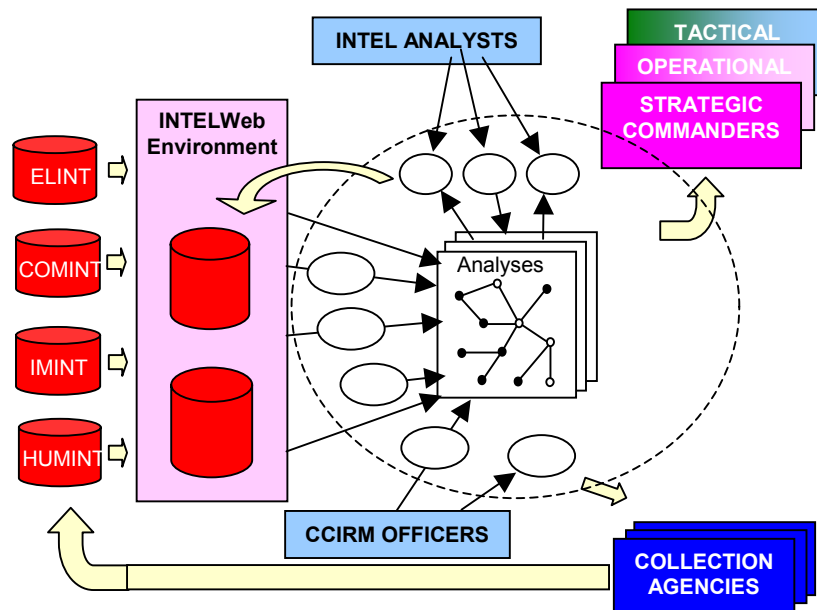 INTEL ANALYSTS
TACTICAL
OPERATIONAL
STRATEGIC
COMMANDERS
INTELWeb
Environment
ELINT
COMINT
IMINT
HUMINT
Analyses
CCIRM OFFICERS
COLLECTION
AGENCIES